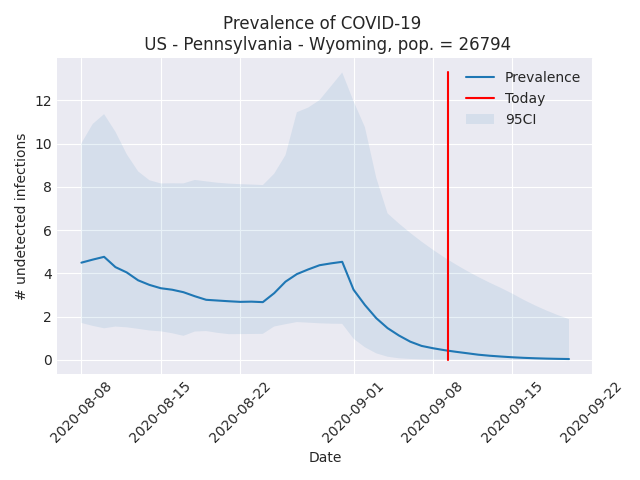 Prevalence of COVID-19
US - Pennsylvania - Wyoming, pop. = 26794
Prevalence
Today
95CI
# undetected infections
12
10
8
6
4
2
0
2020-08-08
2020-08-15
2020-08-22
2020-09-01
2020-09-08
2020-09-15
2020-09-22
Date